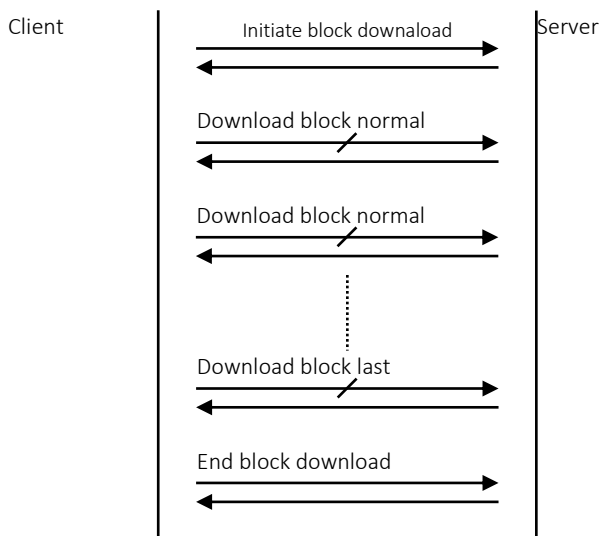 Client
Initiate block downaload
Server
Download block normal
Download block normal
Download block last
End block download